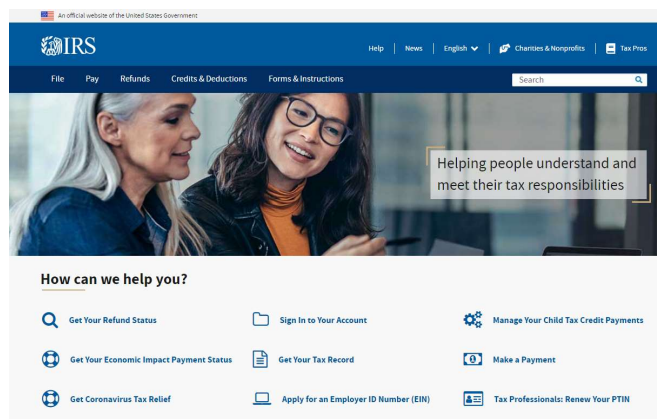 An official website of the United States Government
IRS
Help News English Charities & Nonprofits Tax Pros
File Pay Refunds Credits & Deductions Forms & Instructions Search
Helping people understand and
meet their tax responsibilities
How can we help you?
Get Your Refund Status Sign In to Your Account Manage Your Child Tax Credit Payments
Get Your Economic Impact Payment Status Get Your Tax Record Make a Payment
Get Coronavirus Tax Relief Apply for an Employer ID Number (EIN) Tax Professionals: Renew Your PTIN